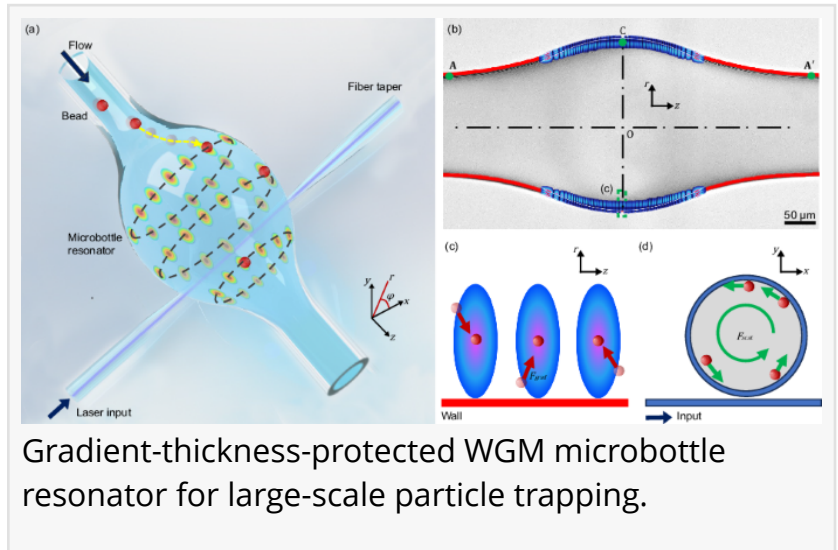 (a)
Flow
Fiber taper
Bead
Microbottle
resonator
y
r
φ
x
z
Laser input
(b)
C
A
A'
r
z
O
(c)
50 μm
(c)
r
z
(d)
y
x
Wall
Input
Gradient-thickness-protected WGM microbottle
resonator for large-scale particle trapping.